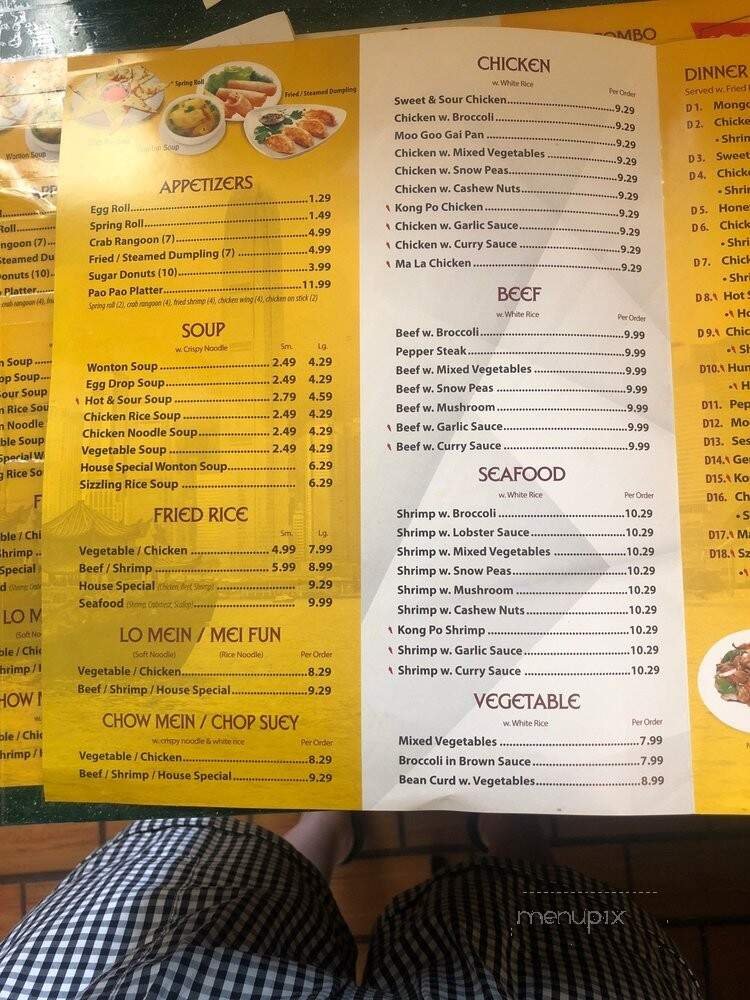 COMBO
Spring Roll
Fried / Steamed Dumpling
Wonton Soup
APPETIZERS
Egg Roll 1.29
Spring Roll 1.49
Crab Rangoon (7) 4.99
Fried / Steamed Dumpling (7) 4.99
Sugar Donuts (10) 3.99
Pao Pao Platter 11.99
Spring roll (2), crab rangoon (4), fried shrimp (4), chicken wing (4), chicken on stick (2)
SOUP
w. Crispy Noodle Sm. Lg.
Wonton Soup 2.49 4.29
Egg Drop Soup 2.49 4.29
Hot & Sour Soup 2.79 4.59
Chicken Rice Soup 2.49 4.29
Chicken Noodle Soup 2.49 4.29
Vegetable Soup 2.49 4.29
House Special Wonton Soup 6.29
Sizzling Rice Soup 6.29
FRIED RICE
Sm. Lg.
Vegetable / Chicken 4.99 7.99
Beef / Shrimp 5.99 8.99
House Special (Chicken, Beef, Shrimp) 9.29
Seafood (Shrimp, Crabmeat, Scallop) 9.99
LO MEIN / MEI FUN
(Soft Noodle) (Rice Noodle) Per Order
Vegetable / Chicken 8.29
Beef / Shrimp / House Special 9.29
CHOW MEIN / CHOP SUEY
w. crispy noodle & white rice Per Order
Vegetable / Chicken 8.29
Beef / Shrimp / House Special 9.29
CHICKEN
w. White Rice Per Order
Sweet & Sour Chicken 9.29
Chicken w. Broccoli 9.29
Moo Goo Gai Pan 9.29
Chicken w. Mixed Vegetables 9.29
Chicken w. Snow Peas 9.29
Chicken w. Cashew Nuts 9.29
Kong Po Chicken 9.29
Chicken w. Garlic Sauce 9.29
Chicken w. Curry Sauce 9.29
Ma La Chicken 9.29
BEEF
w. White Rice Per Order
Beef w. Broccoli 9.99
Pepper Steak 9.99
Beef w. Mixed Vegetables 9.99
Beef w. Snow Peas 9.99
Beef w. Mushroom 9.99
Beef w. Garlic Sauce 9.99
Beef w. Curry Sauce 9.99
SEAFOOD
w. White Rice Per Order
Shrimp w. Broccoli 10.29
Shrimp w. Lobster Sauce 10.29
Shrimp w. Mixed Vegetables 10.29
Shrimp w. Snow Peas 10.29
Shrimp w. Mushroom 10.29
Shrimp w. Cashew Nuts 10.29
Kong Po Shrimp 10.29
Shrimp w. Garlic Sauce 10.29
Shrimp w. Curry Sauce 10.29
VEGETABLE
w. White Rice Per Order
Mixed Vegetables 7.99
Broccoli in Brown Sauce 7.99
Bean Curd w. Vegetables 8.99
DINNER
Served w. Fried
D 1.
D 2.
D 3. Sweet
D 4.
D 5.
D 6.
D 7.
D 8. Hot
D 9.
D10.
D11.
D12.
D13.
D14.
D15.
D16.
D17.
D18.
menupix